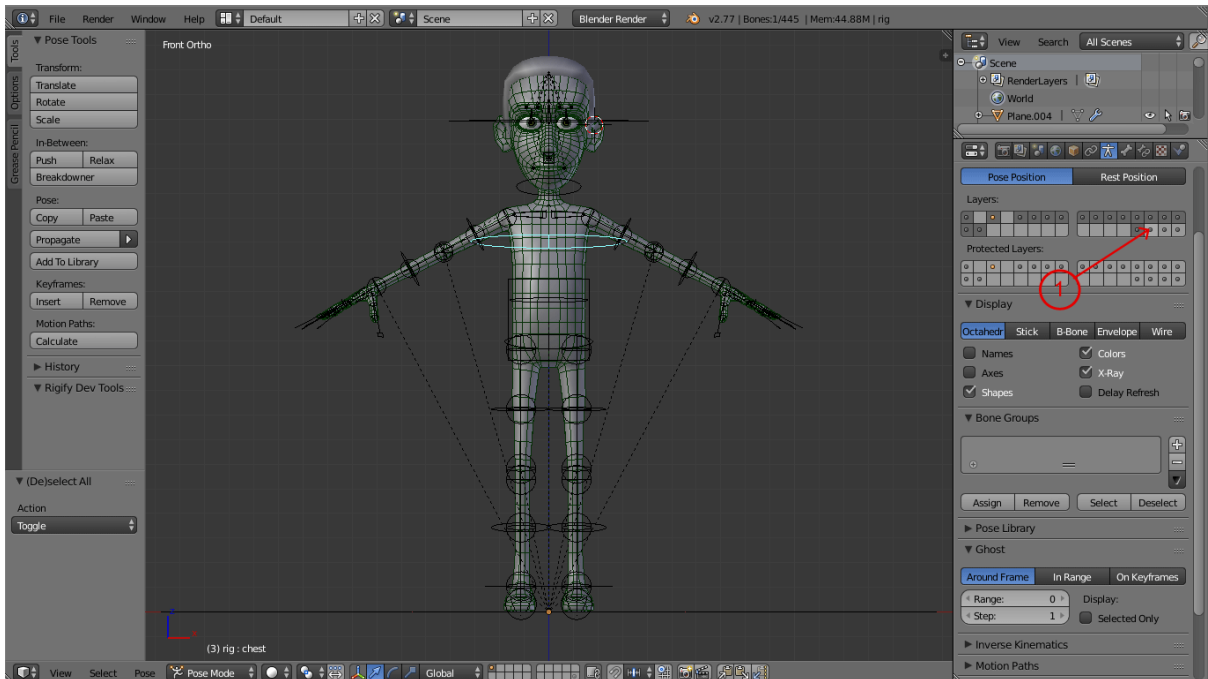 File Render Window Help Default Scene Blender Render v2.77 | Bones:1/445 | Mem:44.88M | rig
Tools
Options
Grease Pencil
Pose Tools
Transform:
Translate
Rotate
Scale
In-Between:
Push Relax
Breakdowner
Pose:
Copy Paste
Propagate
Add To Library
Keyframes:
Insert Remove
Motion Paths:
Calculate
History
Rigify Dev Tools
(De)select All
Action
Toggle
Front Ortho
(3) rig : chest
View Select Pose Pose Mode Global
View Search All Scenes
Scene
RenderLayers |
World
Plane.004 |
Pose Position Rest Position
Layers:
Protected Layers:
1
Display
Octahedr Stick B-Bone Envelope Wire
Names Colors
Axes X-Ray
Shapes Delay Refresh
Bone Groups
Assign Remove Select Deselect
Pose Library
Ghost
Around Frame In Range On Keyframes
Range: 0 Display:
Step: 1 Selected Only
Inverse Kinematics
Motion Paths